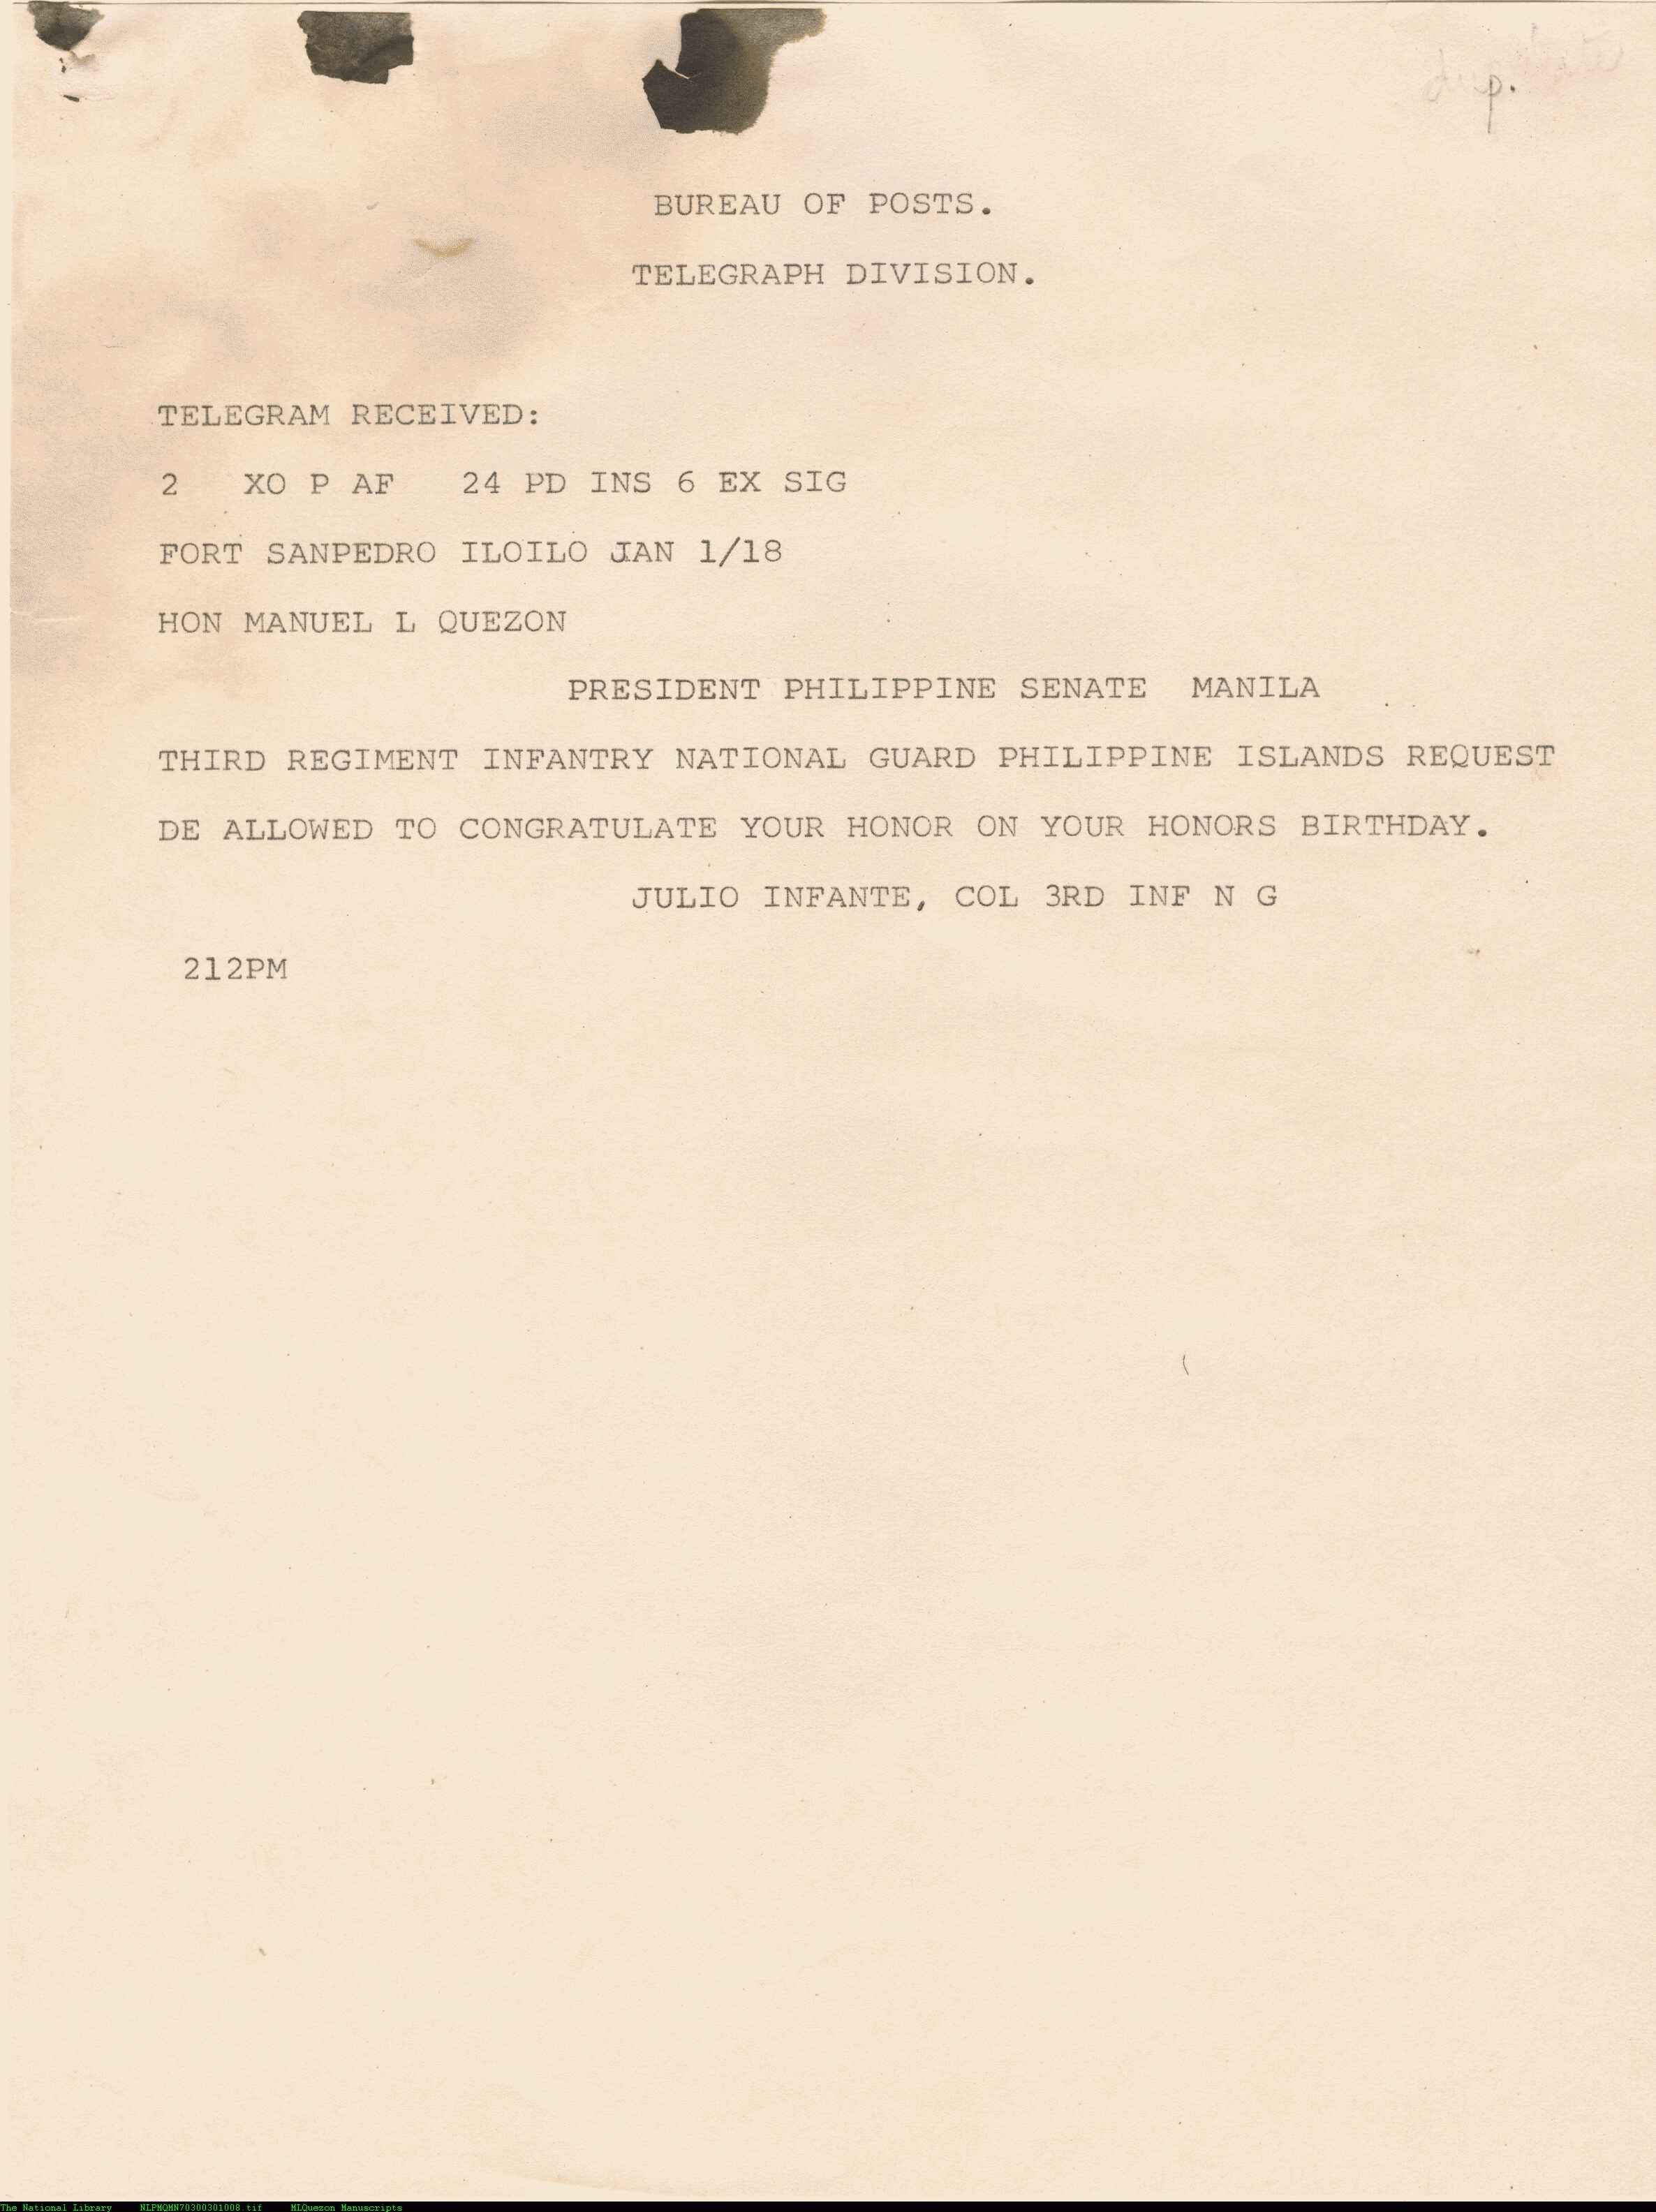 p.
BUREAU OF POSTS.
TELEGRAPH DIVISION.
TELEGRAM RECEIVED:
2 XO P AF 24 PD INS 6 EX SIG
FORT SANPEDRO ILOILO JAN 1/18
HON MANUEL L QUEZON
PRESIDENT PHILIPPINE SENATE MANILA
THIRD REGIMENT INFANTRY NATIONAL GUARD PHILIPPINE ISLANDS REQUEST
DE ALLOWED TO CONGRATULATE YOUR HONOR ON YOUR HONORS BIRTHDAY.
JULIO INFANTE, COL 3RD INF N G
212PM
The National Library NLPMQMN70300301008.tif MLQuezon Manuscripts